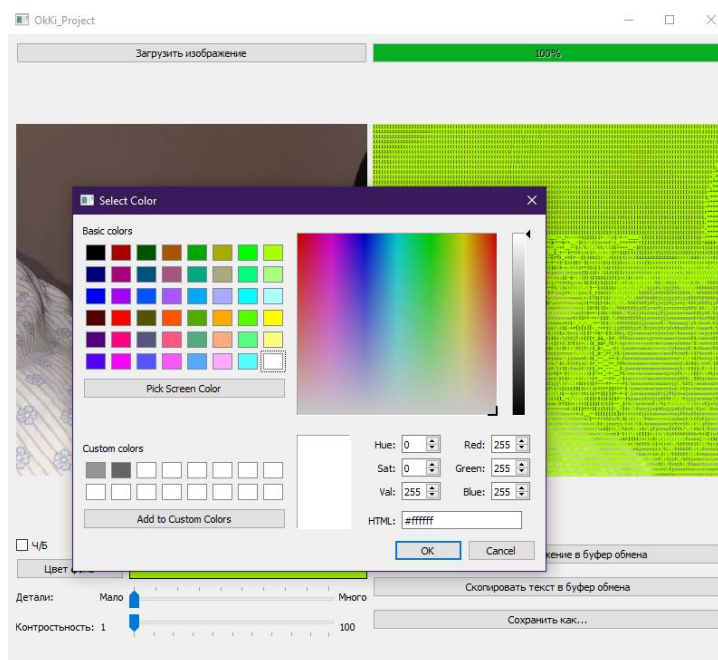 OkKi_Project
Загрузить изображение
100%
Select Color
Basic colors
Pick Screen Color
Custom colors
Add to Custom Colors
Hue: 0 Red: 255
Sat: 0 Green: 255
Val: 255 Blue: 255
HTML: #ffffff
OK Cancel
Ч/Б
Цвет
в буфер обмена
Скопировать текст в буфер обмена
Детали: Мало Много
Сохранить как...
Контростьность: 1 100